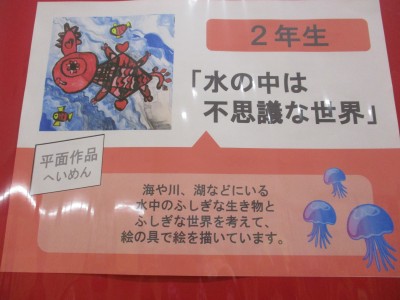 2年生
「水の中は
不思議な世界」
平面作品
へいめん
海や川、湖などにいる
水中のふしぎな生き物と
ふしぎな世界を考えて、
絵の具で絵を描いています。